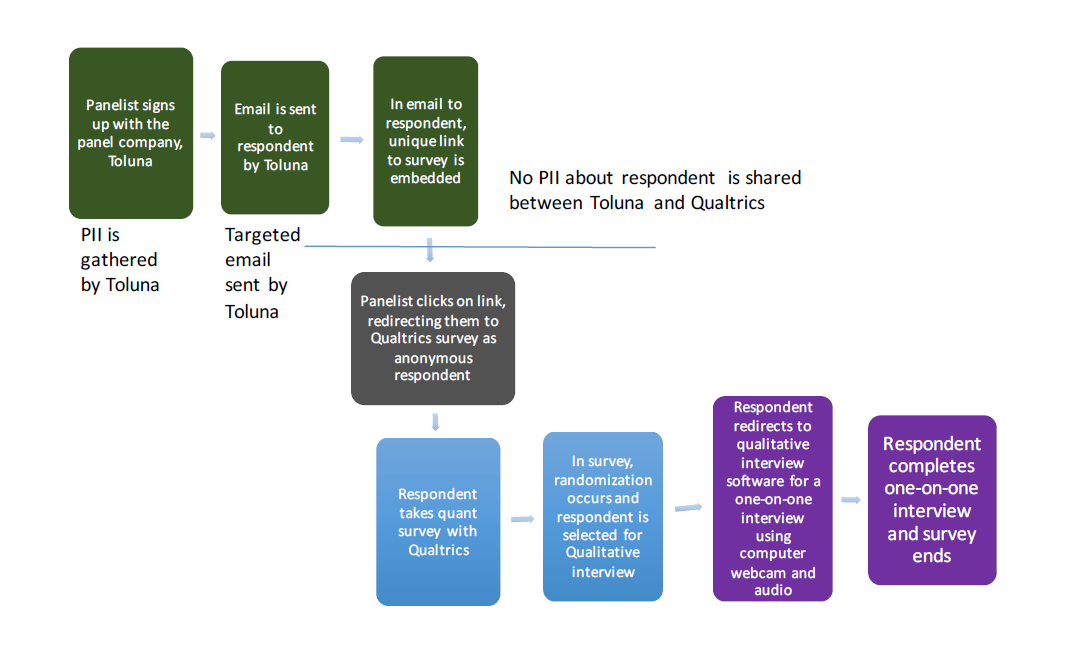 Panelist signs
up with the
panel company,
Toluna
Email is sent
to
respondent
by Toluna
In email to
respondent,
unique link
to survey is
embedded
No PII about respondent is shared
between Toluna and Qualtrics
PII is
gathered
by Toluna
Targeted
email
sent by
Toluna
Panelist clicks on link,
redirecting them to
Qualtrics survey as
anonymous
respondent
Respondent
takes quant
survey with
Qualtrics
In survey,
randomization
occurs and
respondent is
selected for
Qualitative
interview
Respondent
redirects to
qualitative
interview
software for a
one-on-one
interview
using
computer
webcam and
audio
Respondent
completes
one-on-one
interview
and survey
ends